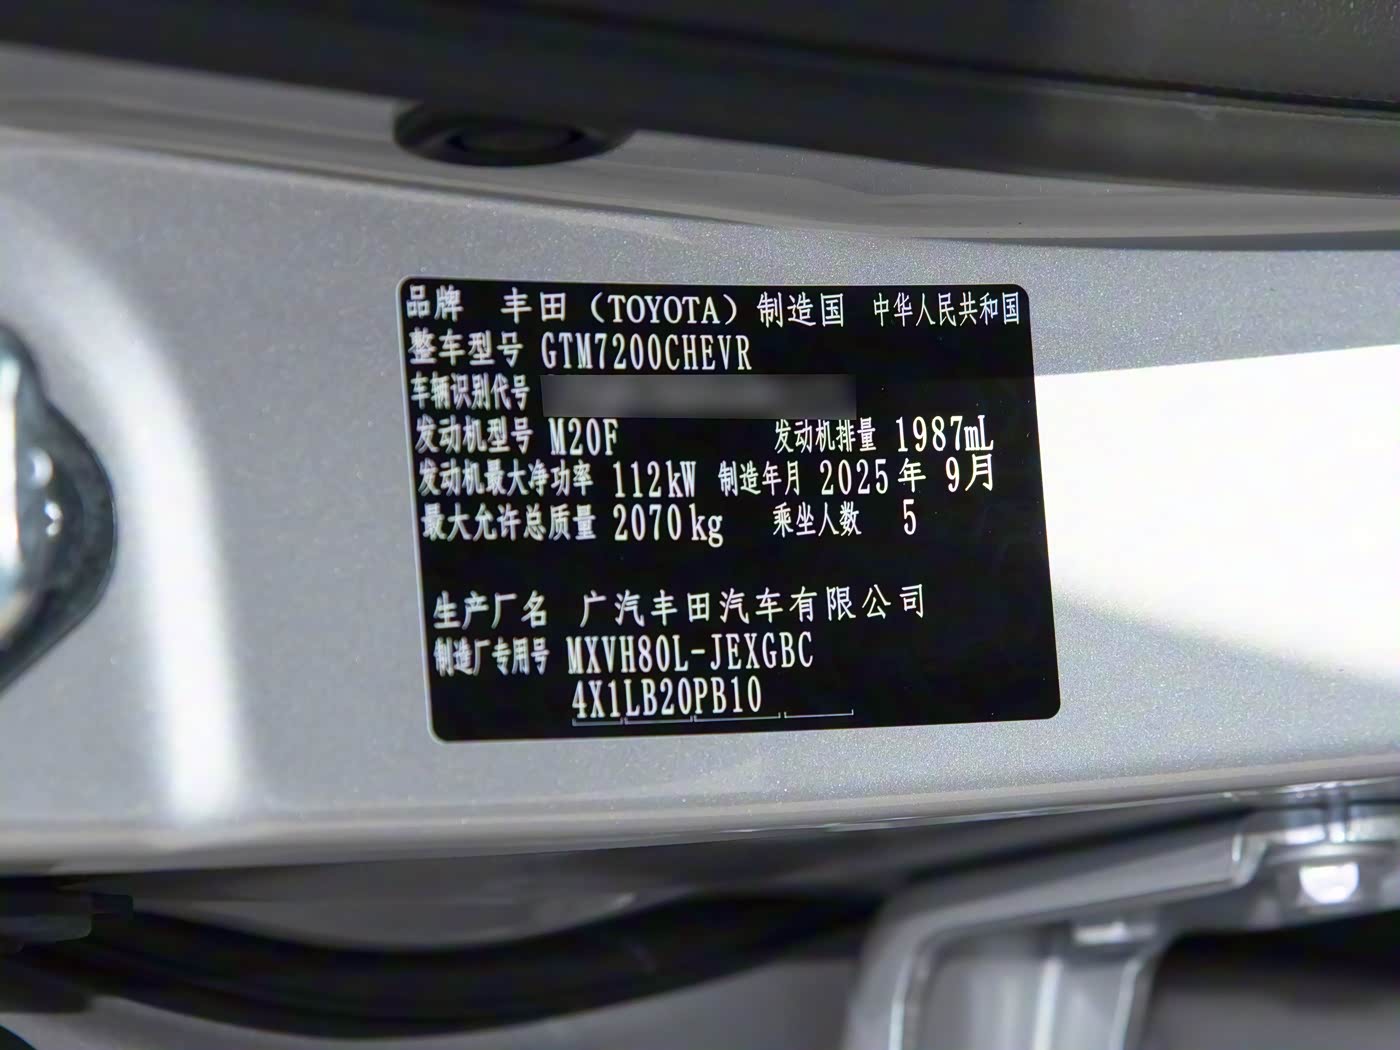 品牌 丰田（TOYOTA）制造国 中华人民共和国
整车型号 GTM7200CHEVR
车辆识别代号
发动机型号 M20F 发动机排量 1987mL
发动机最大净功率 112kW 制造年月 2025年 9月
最大允许总质量 2070kg 乘坐人数 5
生产厂名 广汽丰田汽车有限公司
制造厂专用号 MXVH80L-JEXGBC
4X1LB20PB10